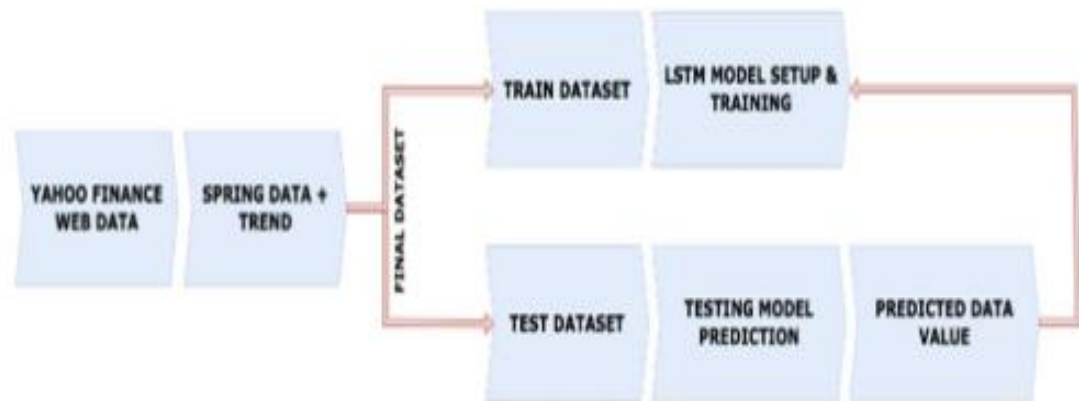 YAHOO FINANCE
WEB DATA
SPRING DATA +
TREND
FINAL DATASET
TRAIN DATASET
LSTM MODEL SETUP &
TRAINING
TEST DATASET
TESTING MODEL
PREDICTION
PREDICTED DATA
VALUE